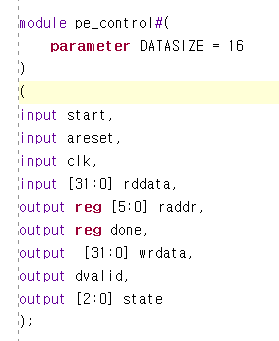 module pe_control#(
    parameter DATASIZE = 16
)
(
input start,
input areset,
input clk,
input [31:0] rddata,
output reg [5:0] raddr,
output reg done,
output  [31:0] wrdata,
output dvalid,
output [2:0] state
);